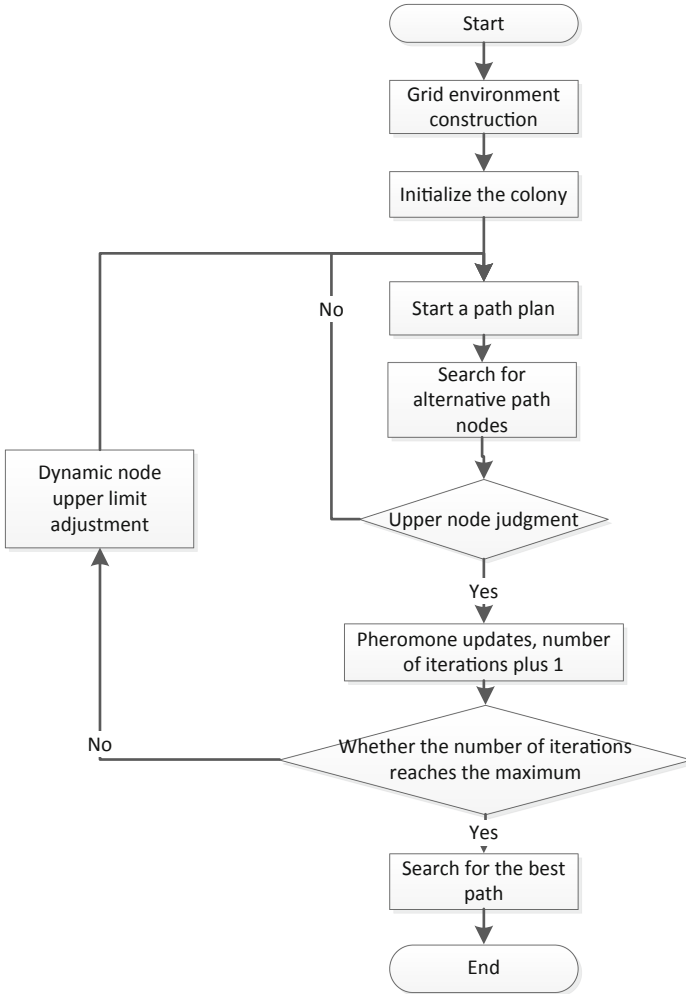 Start
Grid environment
construction
Initialize the colony
No
Start a path plan
Search for
alternative path
nodes
Dynamic node
upper limit
adjustment
Upper node judgment
Yes
Pheromone updates, number
of iterations plus 1
No
Whether the number of iterations
reaches the maximum
Yes
Search for the best
path
End